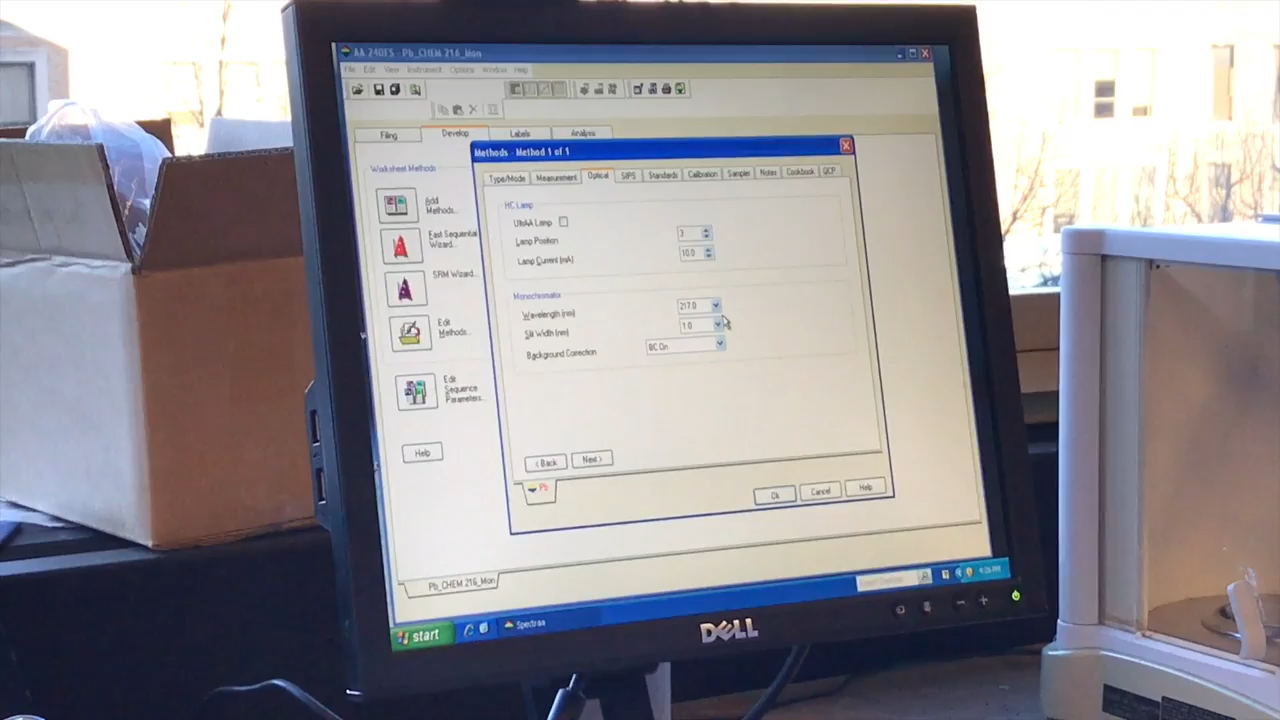 AA 240FS - Pb_CHEM 216_Mon
File Edit View Instrument Options Window Help
Filing Develop Labels Analysis
Worksheet Methods
Add Methods...
Fast Sequential Wizard...
SRM Wizard...
Edit Methods...
Edit Sequence Parameters...
Help
Methods - Method 1 of 1
Type/Mode Measurement Optical SIPS Standards Calibration Sampler Notes Cookbook QCP
HC Lamp
UltrAA Lamp
Lamp Position 3
Lamp Current (mA) 10.0
Monochromator
Wavelength (nm) 217.0
Slit Width (nm) 1.0
Background Correction BC On
< Back Next >
Pb
Ok Cancel Help
Pb_CHEM 216_Mon
start SpectrAA
DELL